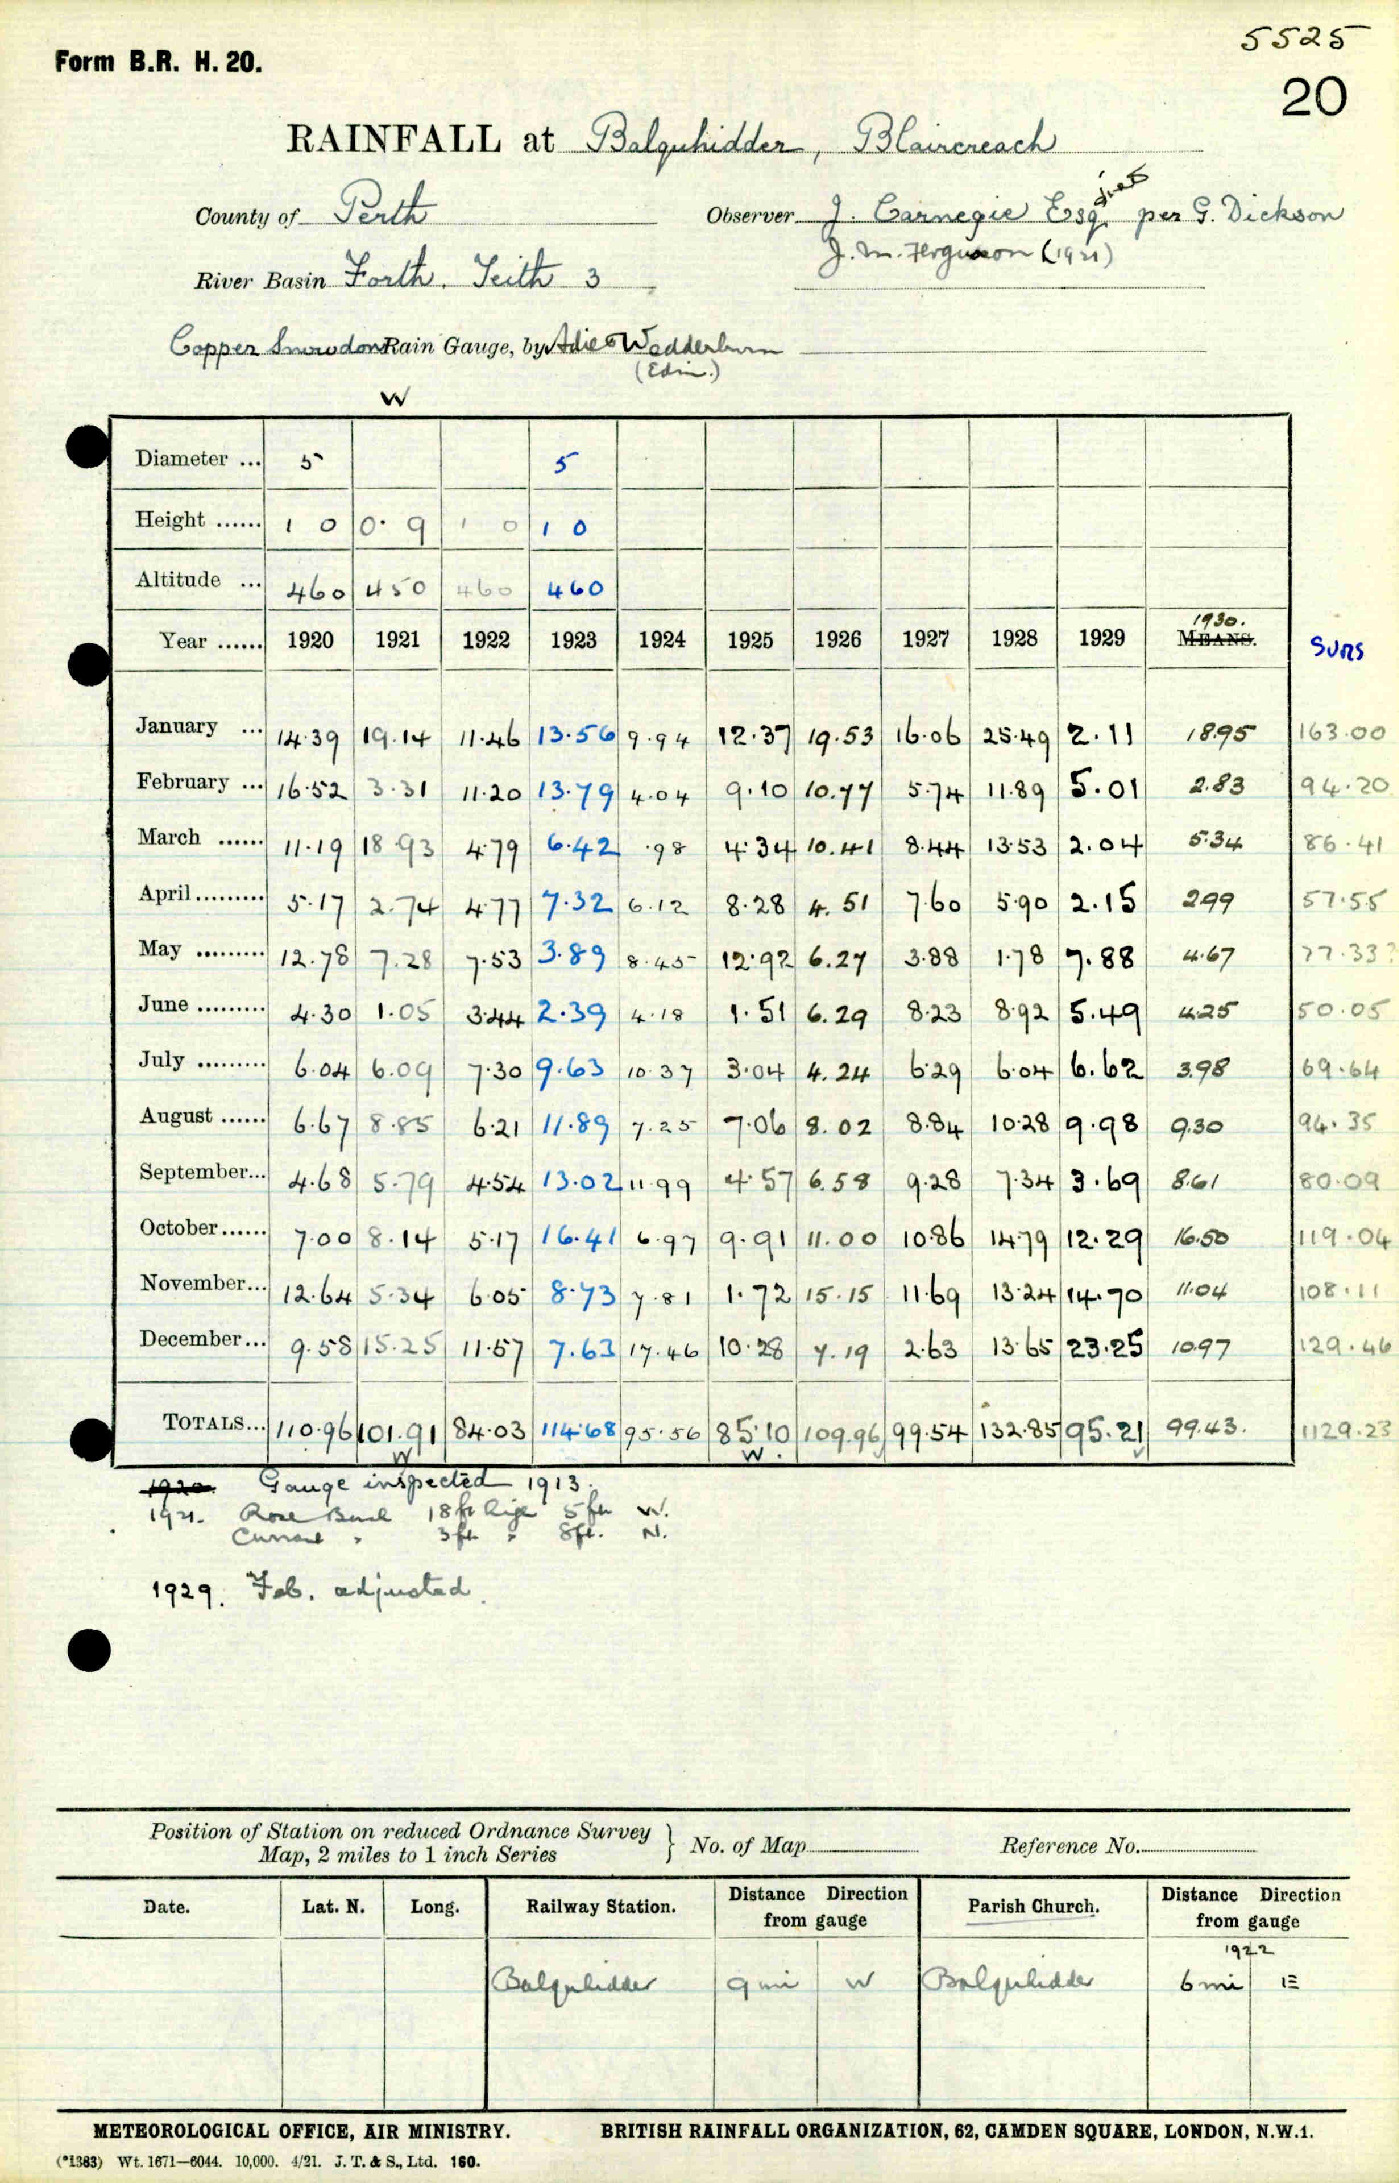 5525
Form B.R. H. 20.
20
RAINFALL at Balquhidder, Blaircreach
County of Perth Observer J. Carnegie Esq. per G. Dickson
J. M. Ferguson (1921)
River Basin Forth. Teith 3
Copper Snowdon Rain Gauge, by Adie & Wedderburn
(Edin.)
W
Diameter ... 5 5
Height ...... 1 0 0. 9 1 0 1 0
Altitude ... 460 450 460 460
1930.
Year ...... 1920 1921 1922 1923 1924 1925 1926 1927 1928 1929 MEANS. SUMS
January ... 14.39 19.14 11.46 13.56 9.94 12.37 19.53 16.06 25.49 2.11 18.95 163.00
February ... 16.52 3.31 11.20 13.79 4.04 9.10 10.77 5.74 11.89 5.01 2.83 94.20
March ...... 11.19 18.93 4.79 6.42 .98 4.34 10.41 8.44 13.53 2.04 5.34 86.41
April......... 5.17 2.74 4.77 7.32 6.12 8.28 4.51 7.60 5.90 2.15 2.99 57.55
May ......... 12.78 7.28 7.53 3.89 8.45 12.92 6.27 3.88 1.78 7.88 4.67 77.33?
June ......... 4.30 1.05 3.44 2.39 4.18 1.51 6.29 8.23 8.92 5.49 4.25 50.05
July ......... 6.04 6.09 7.30 9.63 10.37 3.04 4.24 6.29 6.04 6.62 3.98 69.64
August ...... 6.67 8.85 6.21 11.89 7.25 7.06 8.02 8.84 10.28 9.98 9.30 94.35
September... 4.68 5.79 4.54 13.02 11.99 4.57 6.58 9.28 7.34 3.69 8.61 80.09
October...... 7.00 8.14 5.17 16.41 6.97 9.91 11.00 10.86 14.79 12.29 16.50 119.04
November... 12.64 5.34 6.05 8.73 7.81 1.72 15.15 11.69 13.24 14.70 11.04 108.11
December... 9.58 15.25 11.57 7.63 17.46 10.28 7.19 2.63 13.65 23.25 10.97 129.46
TOTALS... 110.96 101.91 84.03 114.68 95.56 85.10 109.96 99.54 132.85 95.21 99.43. 1129.23
W W.
1920 Gauge inspected 1913.
1921. Rose Bush 18 ft high 5 ft W.
Currant " 3 ft " 8 ft. N.
1929. Feb. adjusted.
Position of Station on reduced Ordnance Survey
Map, 2 miles to 1 inch Series } No. of Map Reference No.
Date. Lat. N. Long. Railway Station. Distance Direction from gauge Parish Church. Distance Direction from gauge
1922
Balquhidder 9 mi W Balquhidder 6 mi E
METEOROLOGICAL OFFICE, AIR MINISTRY. BRITISH RAINFALL ORGANIZATION, 62, CAMDEN SQUARE, LONDON, N.W.1.
(*1383) Wt. 1671—6044. 10,000. 4/21. J. T. & S., Ltd. 160.